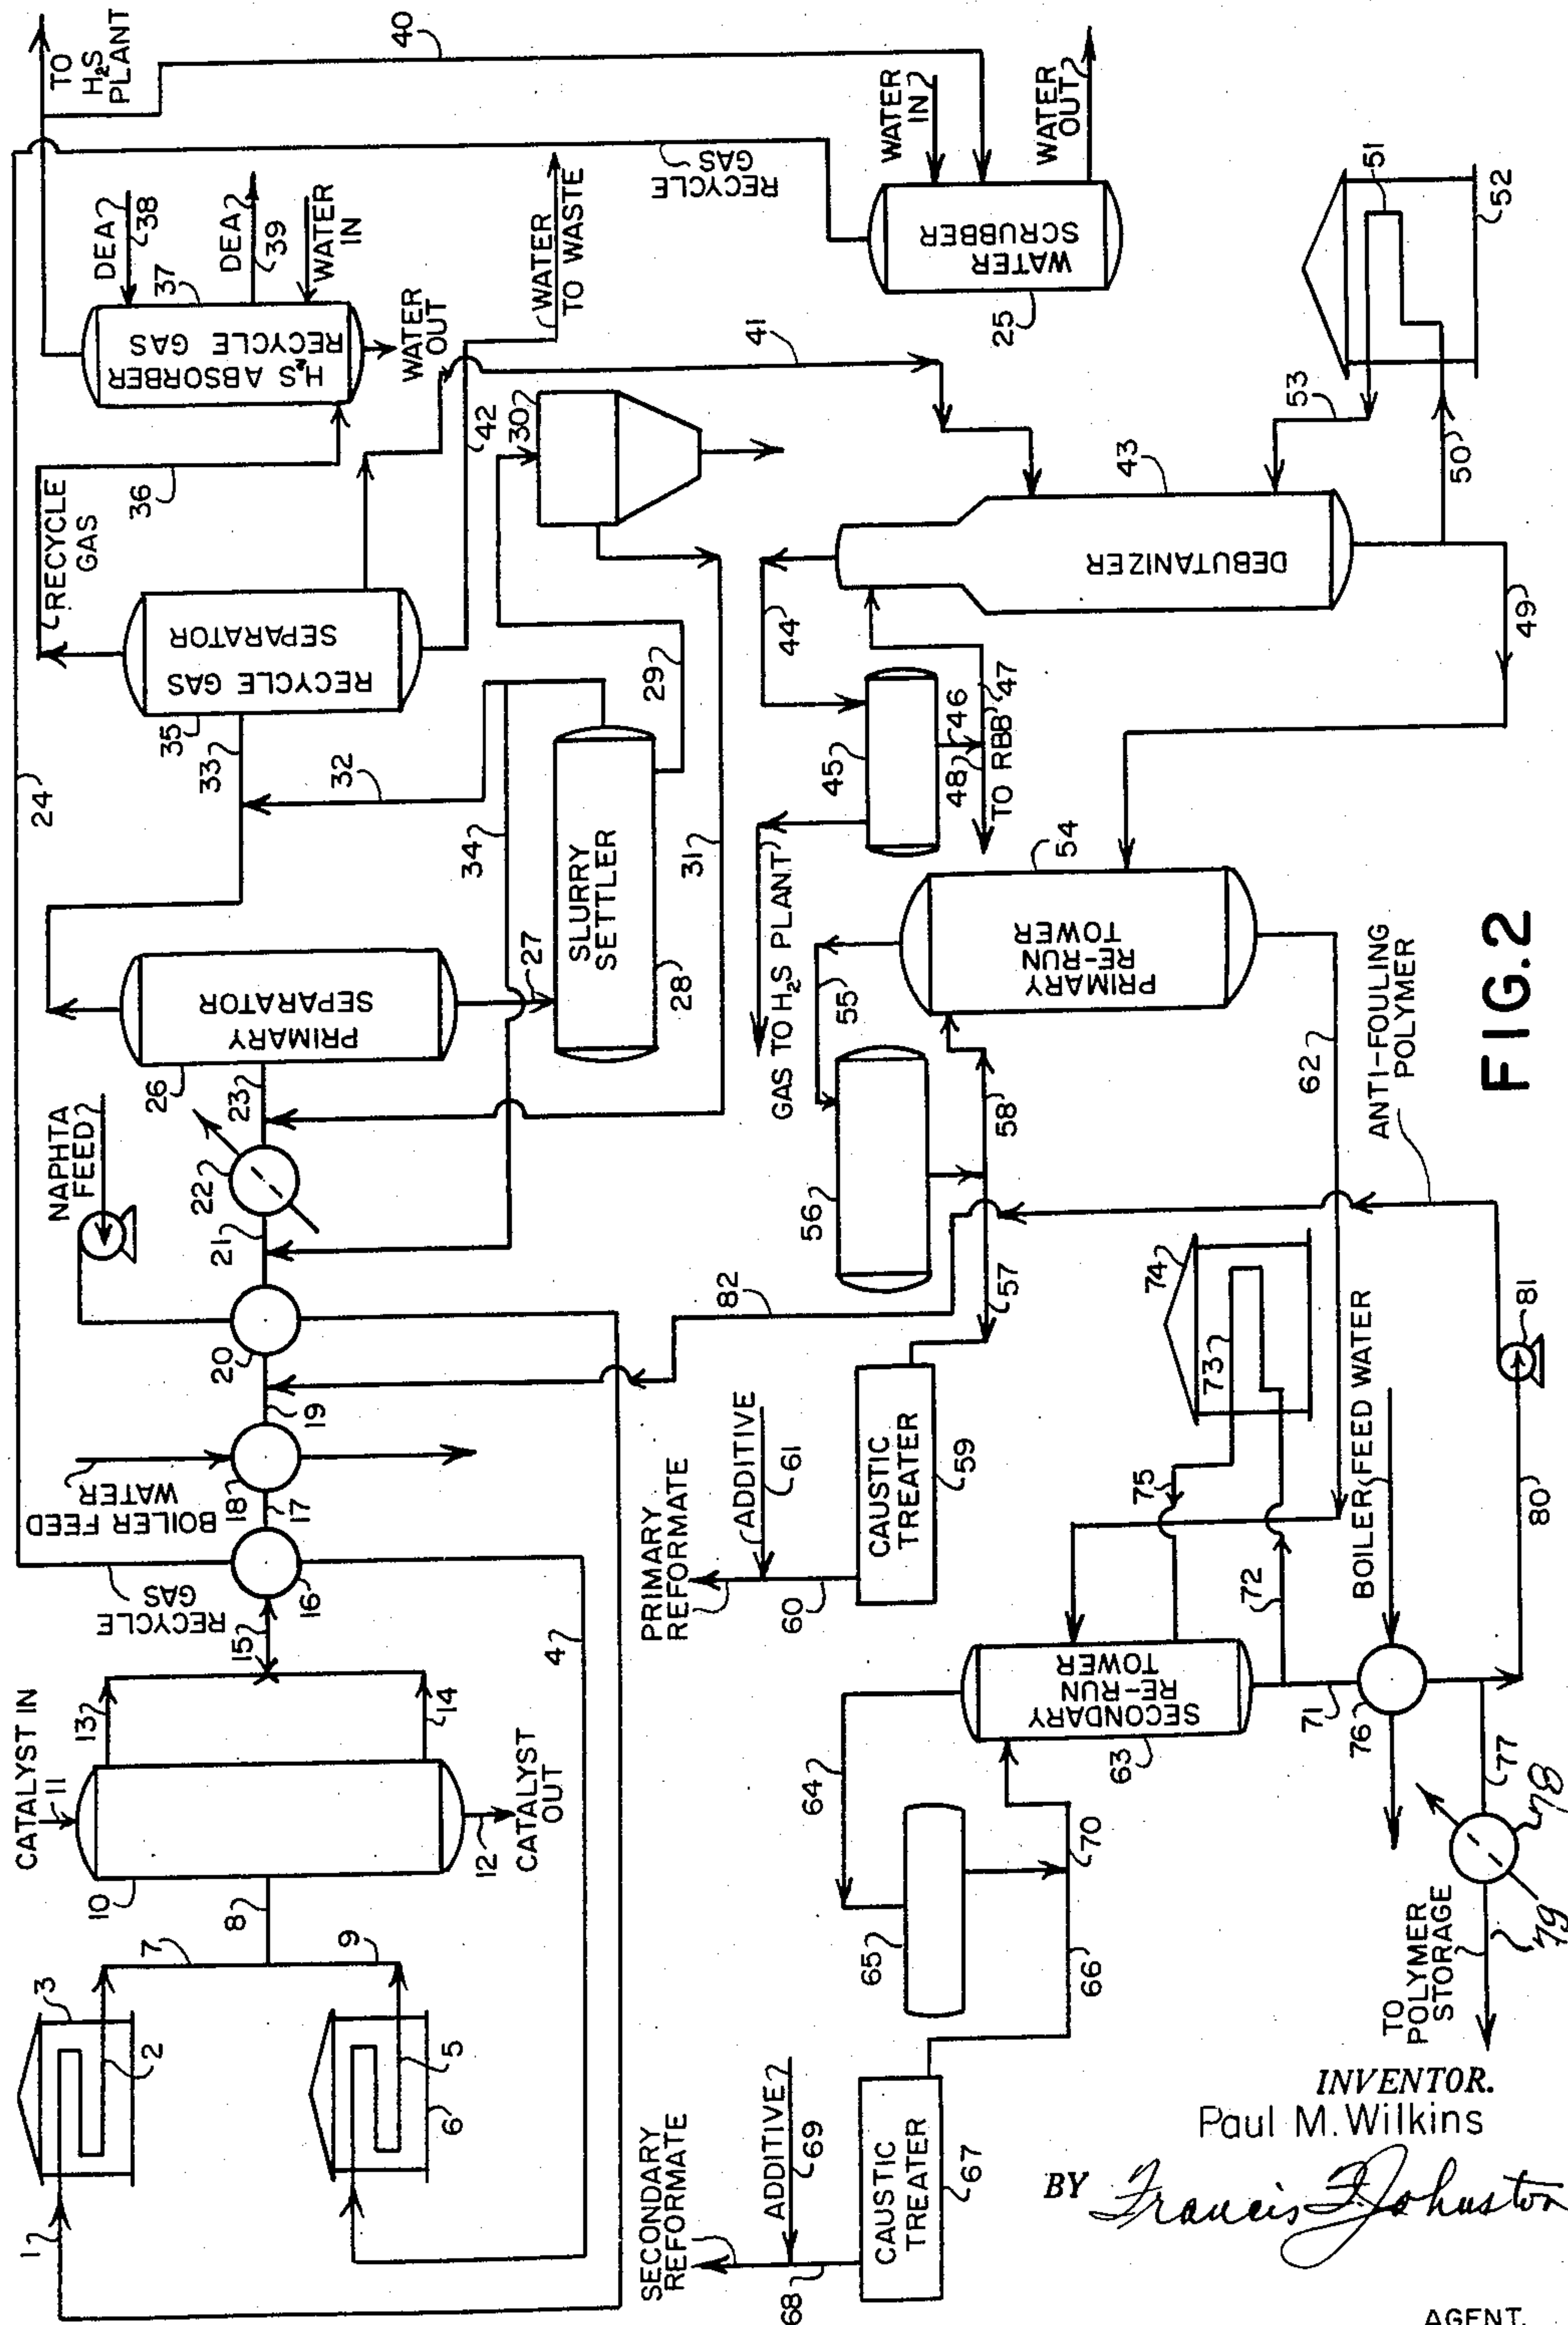 TO
H₂S
PLANT
40
RECYCLE
GAS
24
DEA
38
DEA
39
WATER
IN
37
RECYCLE GAS
H₂S ABSORBER
WATER
OUT
36
RECYCLE
GAS
WATER
TO WASTE
WATER
IN
WATER
OUT
WATER
SCRUBBER
25
41
42
30
35
RECYCLE GAS
SEPARATOR
33
32
34
29
31
SLURRY
SETTLER
28
27
26
PRIMARY
SEPARATOR
23
22
21
NAPHTA
FEED
20
19
18
17
BOILER FEED
WATER
RECYCLE
GAS
16
15
4
CATALYST IN
11
13
14
10
12
CATALYST
OUT
8
7
9
3
2
5
6
1
51
52
53
50
43
DEBUTANIZER
49
44
45
46
47
48
TO RBB
GAS TO H₂S PLANT
54
PRIMARY
RE-RUN
TOWER
55
56
58
57
62
ANTI-FOULING
POLYMER
82
81
80
CAUSTIC
TREATER
59
60
ADDITIVE
61
PRIMARY
REFORMATE
74
73
75
72
BOILER FEED WATER
SECONDARY
RE-RUN
TOWER
63
71
76
77
78
79
TO
POLYMER
STORAGE
64
65
70
66
CAUSTIC
TREATER
67
68
ADDITIVE
69
SECONDARY
REFORMATE
FIG.2
INVENTOR.
Paul M. Wilkins
BY Francis F. Johnston
AGENT.